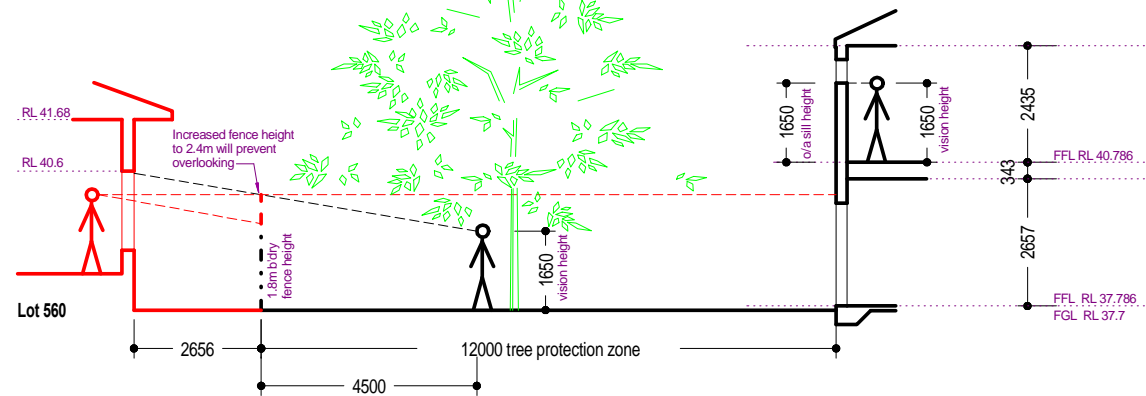 RL 41.68
RL 40.6
Increased fence height
to 2.4m will prevent
overlooking
1.8m b'dry
fence height
Lot 560
2656
12000 tree protection zone
4500
1650
vision height
1650
o/a sill height
1650
vision height
2435
343
2657
FFL RL 40.786
FFL RL 37.786
FGL RL 37.7